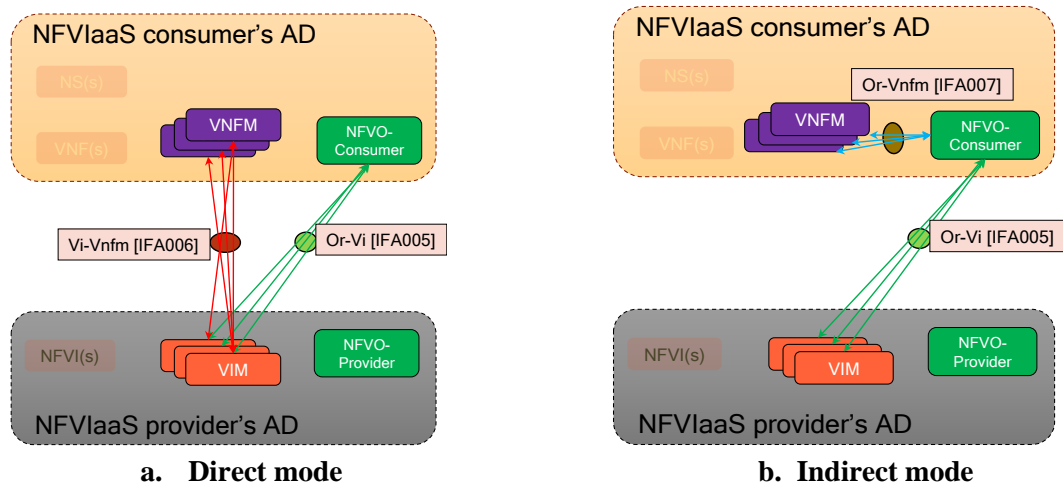 NFVIaaS consumer's AD
NS(s)
VNF(s)
VNFM
NFVO-
Consumer
Vi-Vnfm [IFA006]
Or-Vi [IFA005]
NFVI(s)
VIM
NFVO-
Provider
NFVIaaS provider's AD
a. Direct mode
NFVIaaS consumer's AD
NS(s)
Or-Vnfm [IFA007]
VNF(s)
VNFM
NFVO-
Consumer
Or-Vi [IFA005]
NFVI(s)
VIM
NFVO-
Provider
NFVIaaS provider's AD
b. Indirect mode